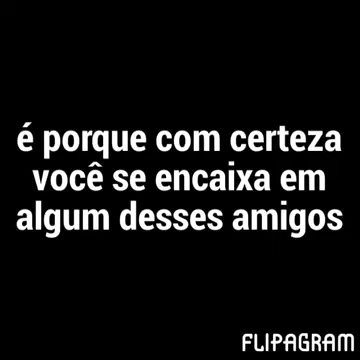 é porque com certeza
você se encaixa em
algum desses amigos
FLIPAGRAM